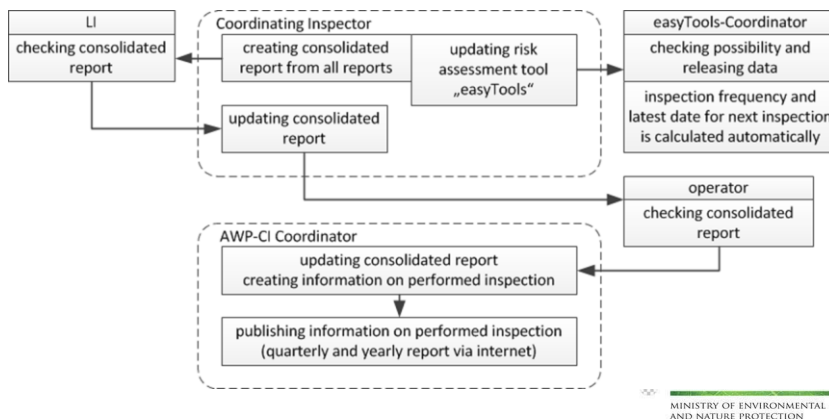 LI
checking consolidated
report
Coordinating Inspector
creating consolidated
report from all reports
updating risk
assessment tool
„easyTools“
updating consolidated
report
easyTools-Coordinator
checking possibility and
releasing data
inspection frequency and
latest date for next inspection
is calculated automatically
operator
checking consolidated
report
AWP-CI Coordinator
updating consolidated report
creating information on performed inspection
publishing information on performed inspection
(quarterly and yearly report via internet)
MINISTRY OF ENVIRONMENTAL
AND NATURE PROTECTION